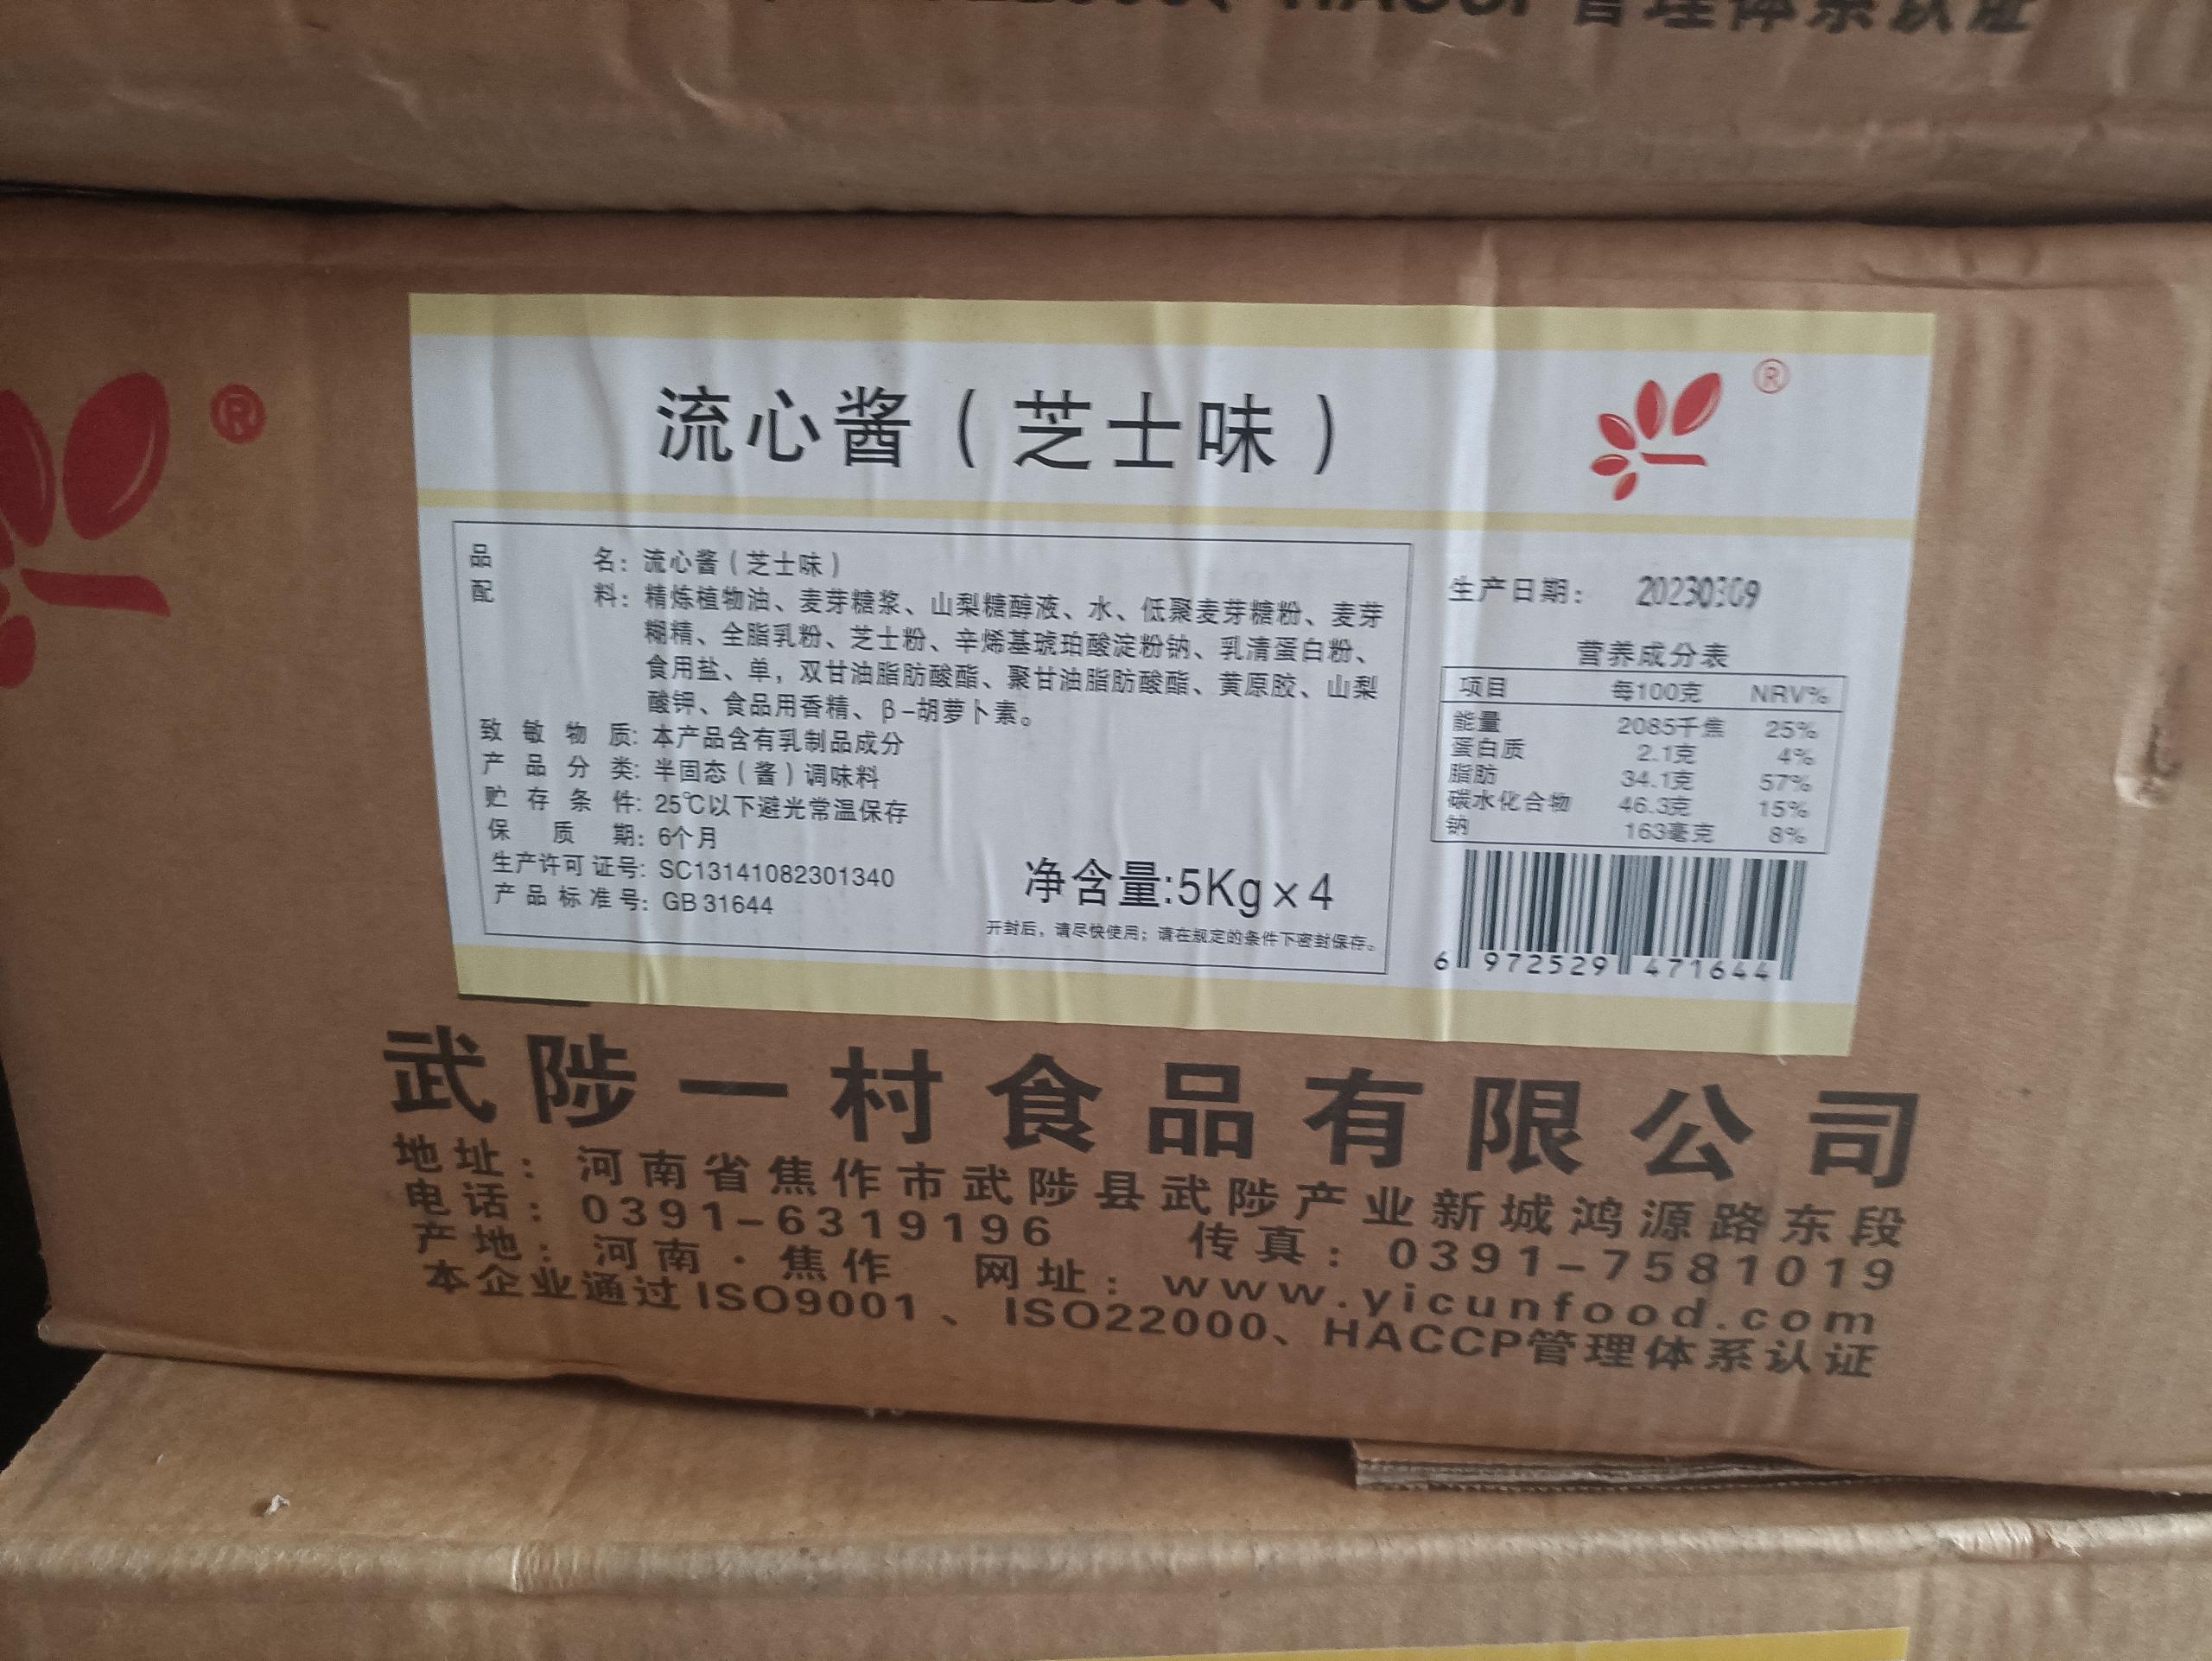 HACCP管理体系认证
流心酱（芝士味）
®
®
品名：流心酱（芝士味）
配料：精炼植物油、麦芽糖浆、山梨糖醇液、水、低聚麦芽糖粉、麦芽
糊精、全脂乳粉、芝士粉、辛烯基琥珀酸淀粉钠、乳清蛋白粉、
食用盐、单，双甘油脂肪酸酯、聚甘油脂肪酸酯、黄原胶、山梨
酸钾、食品用香精、β-胡萝卜素。
致敏物质：本产品含有乳制品成分
产品分类：半固态（酱）调味料
贮存条件：25℃以下避光常温保存
保质期：6个月
生产许可证号：SC13141082301340
产品标准号：GB 31644
净含量:5Kg×4
开封后，请尽快使用；请在规定的条件下密封保存。
生产日期： 20230309
营养成分表
项目 每100克 NRV%
能量 2085千焦 25%
蛋白质 2.1克 4%
脂肪 34.1克 57%
碳水化合物 46.3克 15%
钠 163毫克 8%
6 972529 471644
武陟一村食品有限公司
地址：河南省焦作市武陟县武陟产业新城鸿源路东段
电话：0391-6319196 传真：0391-7581019
产地：河南·焦作 网址：www.yicunfood.com
本企业通过ISO9001、ISO22000、HACCP管理体系认证